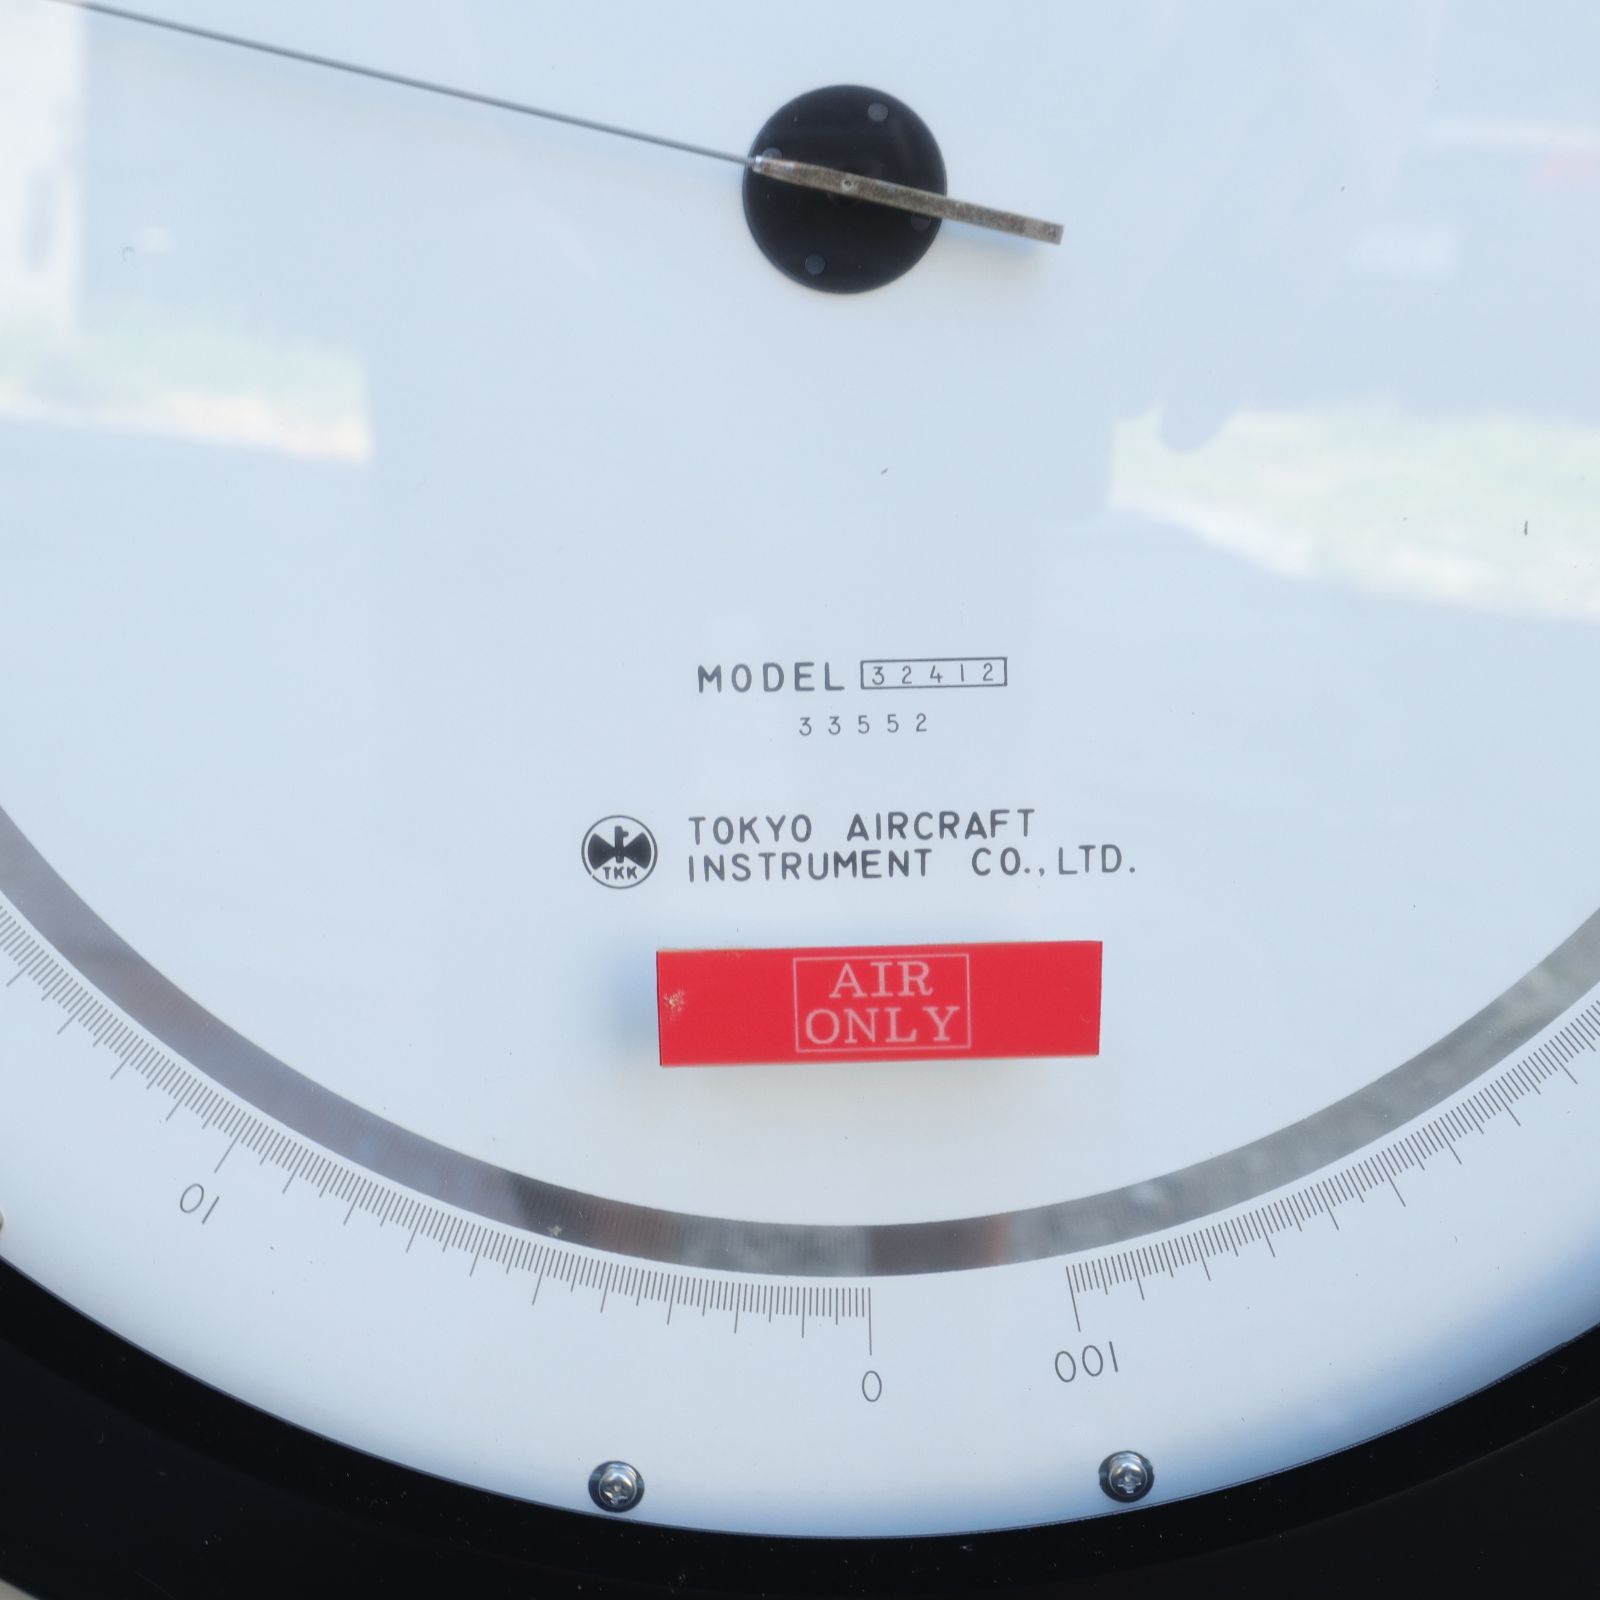 MODEL 32412
33552
TKK
TOKYO AIRCRAFT
INSTRUMENT CO., LTD.
AIR
ONLY
10
0
100